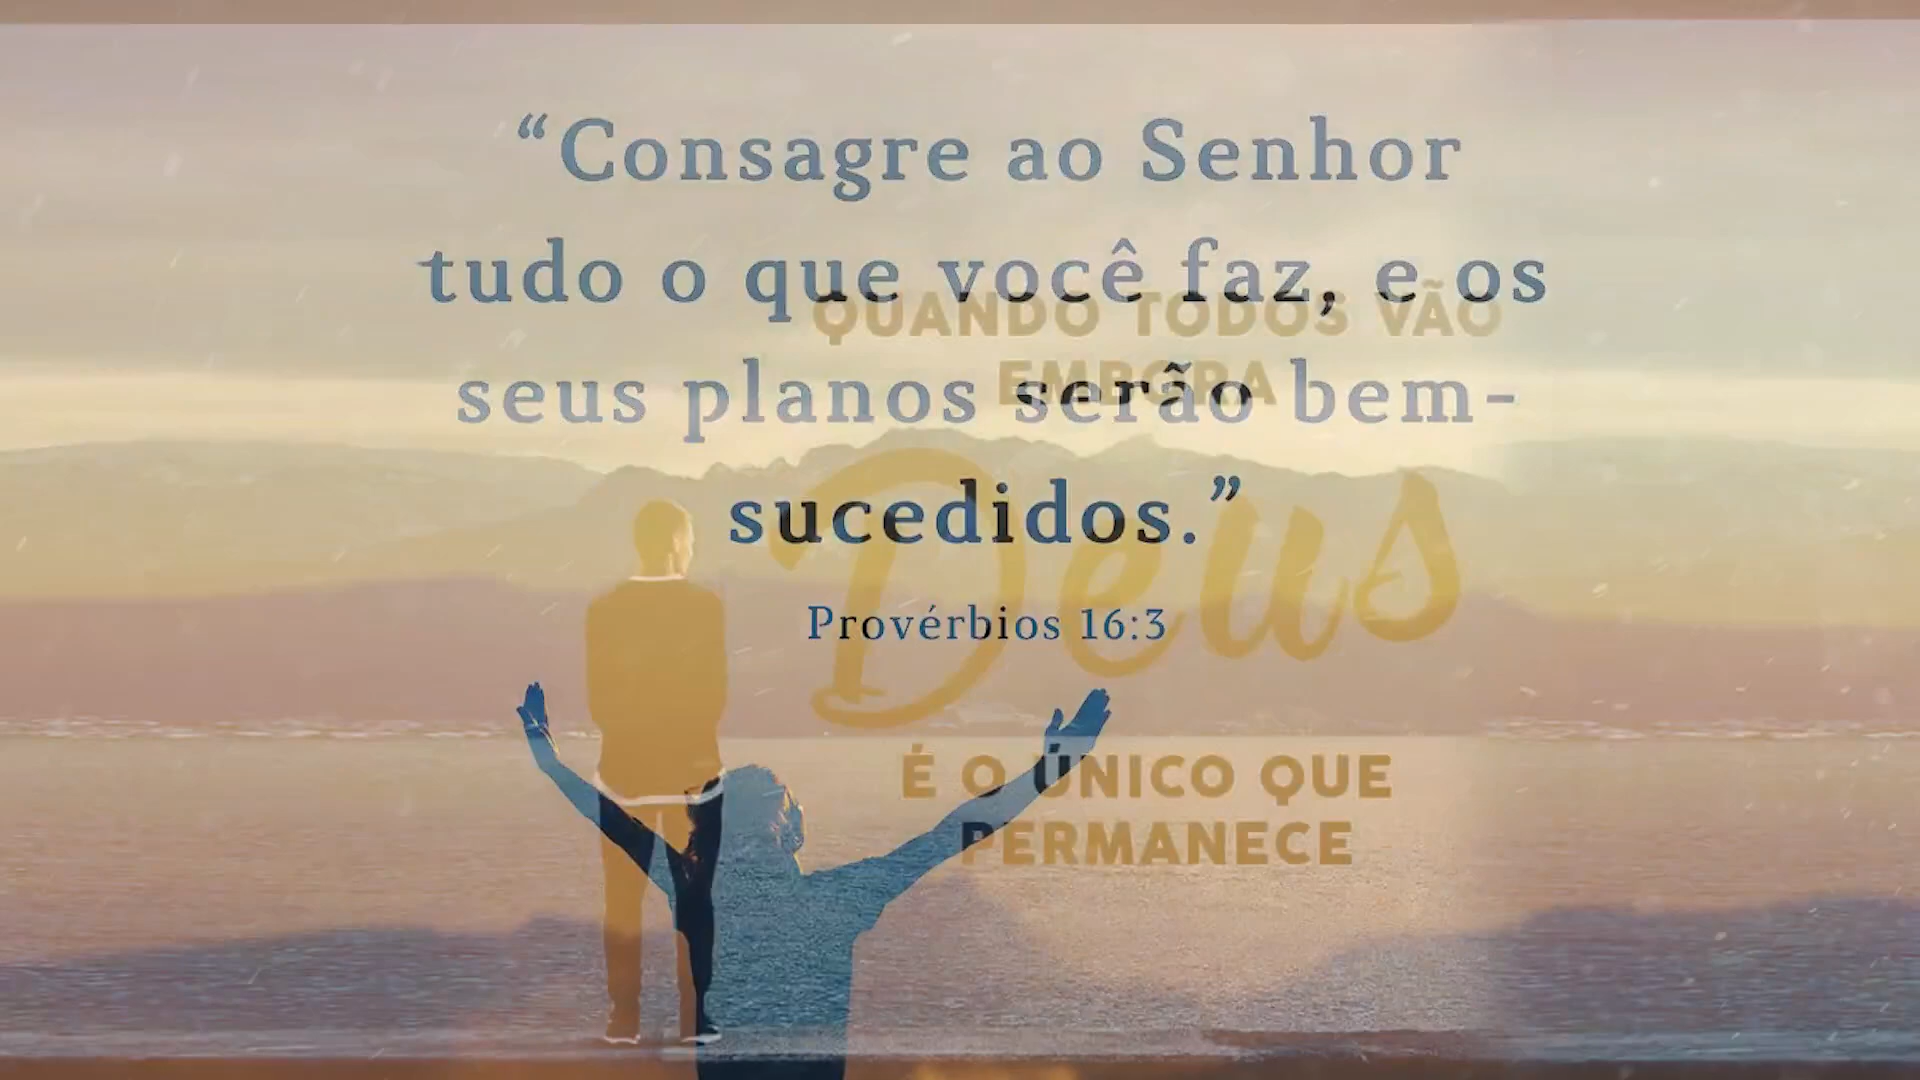 “Consagre ao Senhor
tudo o que você faz, e os
seus planos serão bem-
sucedidos.”
Provérbios 16:3
QUANDO TODOS VÃO
EMBORA
Deus
É O ÚNICO QUE
PERMANECE